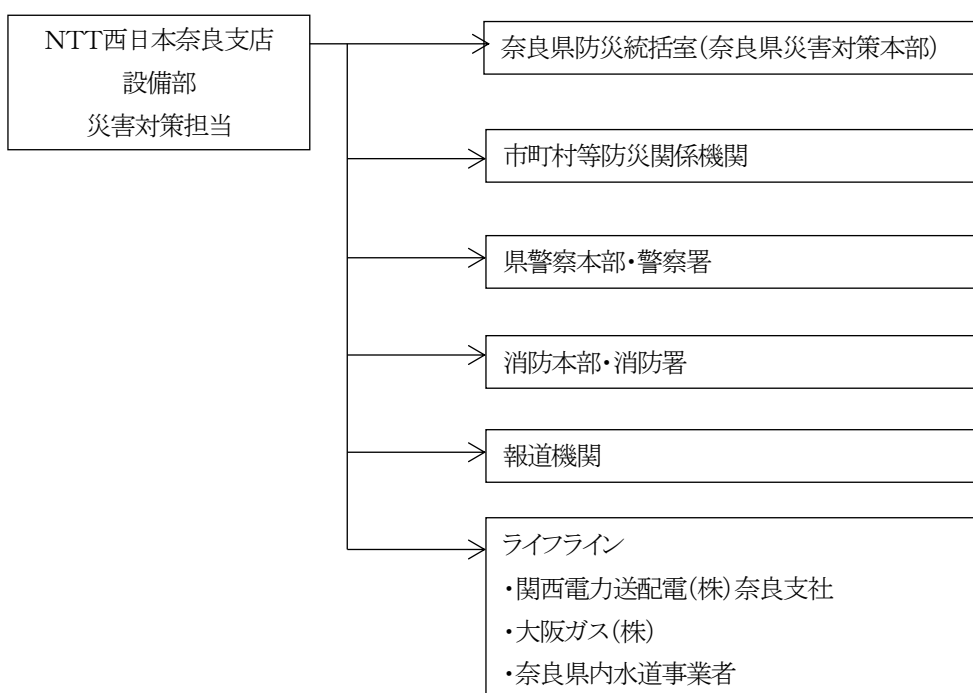 NTT西日本奈良支店
設備部
災害対策担当
奈良県防災統括室(奈良県災害対策本部)
市町村等防災関係機関
県警察本部・警察署
消防本部・消防署
報道機関
ライフライン
・関西電力送配電(株)奈良支社
・大阪ガス(株)
・奈良県内水道事業者